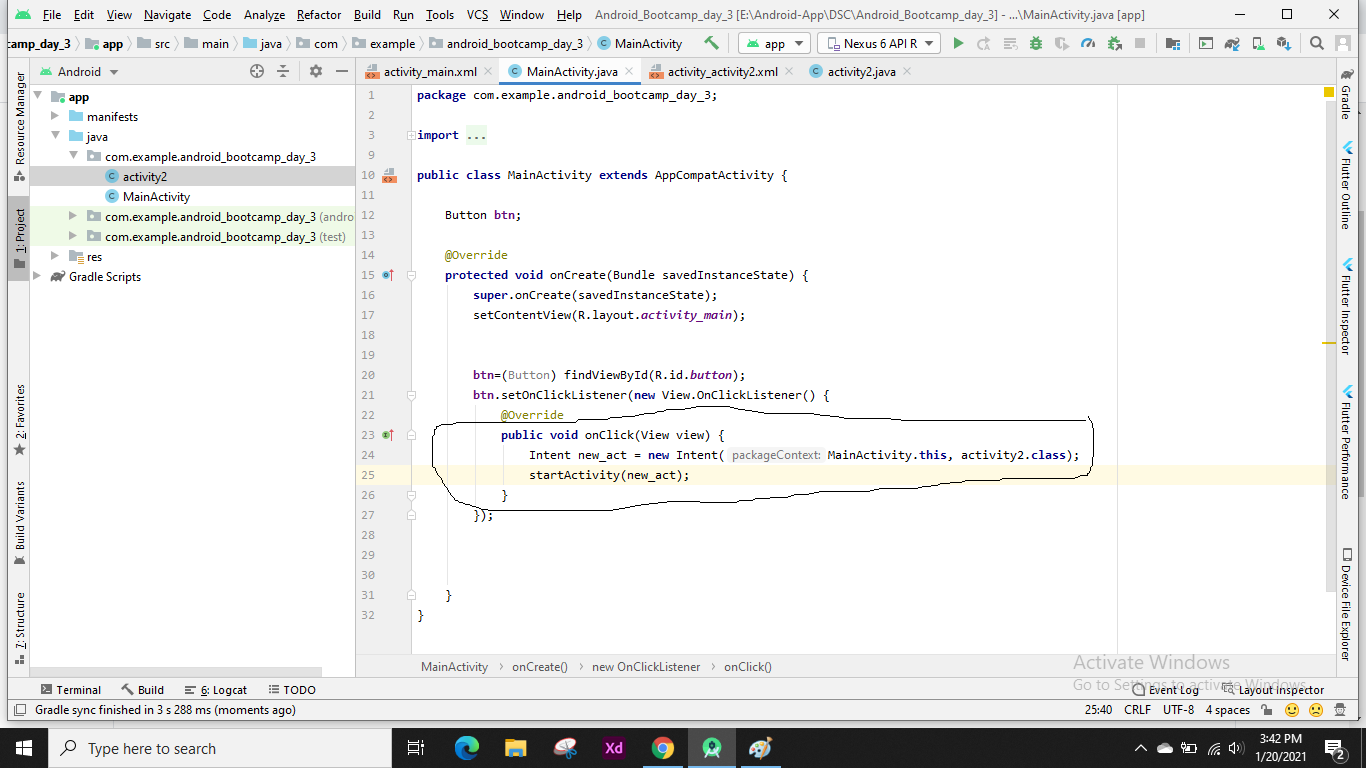 File Edit View Navigate Code Analyze Refactor Build Run Tools VCS Window Help Android_Bootcamp_day_3 [E:\Android-App\DSC\Android_Bootcamp_day_3] - ...\MainActivity.java [app]
camp_day_3 app src main java com example android_bootcamp_day_3 MainActivity app Nexus 6 API R
Android activity_main.xml MainActivity.java activity_activity2.xml activity2.java
Resource Manager
1: Project
2: Favorites
Build Variants
7: Structure
app
manifests
java
com.example.android_bootcamp_day_3
activity2
MainActivity
com.example.android_bootcamp_day_3 (andro
com.example.android_bootcamp_day_3 (test)
res
Gradle Scripts
1 package com.example.android_bootcamp_day_3;
2
3 import ...
9
10 public class MainActivity extends AppCompatActivity {
11
12 Button btn;
13
14 @Override
15 protected void onCreate(Bundle savedInstanceState) {
16 super.onCreate(savedInstanceState);
17 setContentView(R.layout.activity_main);
18
19
20 btn=(Button) findViewById(R.id.button);
21 btn.setOnClickListener(new View.OnClickListener() {
22 @Override
23 public void onClick(View view) {
24 Intent new_act = new Intent( packageContext: MainActivity.this, activity2.class);
25 startActivity(new_act);
26 }
27 });
28
29
30
31 }
32 }
Gradle
Flutter Outline
Flutter Inspector
Flutter Performance
Device File Explorer
MainActivity onCreate() new OnClickListener onClick()
Activate Windows
Go to Settings to activate Windows.
Terminal Build 6: Logcat TODO Event Log Layout Inspector
Gradle sync finished in 3 s 288 ms (moments ago) 25:40 CRLF UTF-8 4 spaces
Type here to search
Xd
3:42 PM
1/20/2021
2